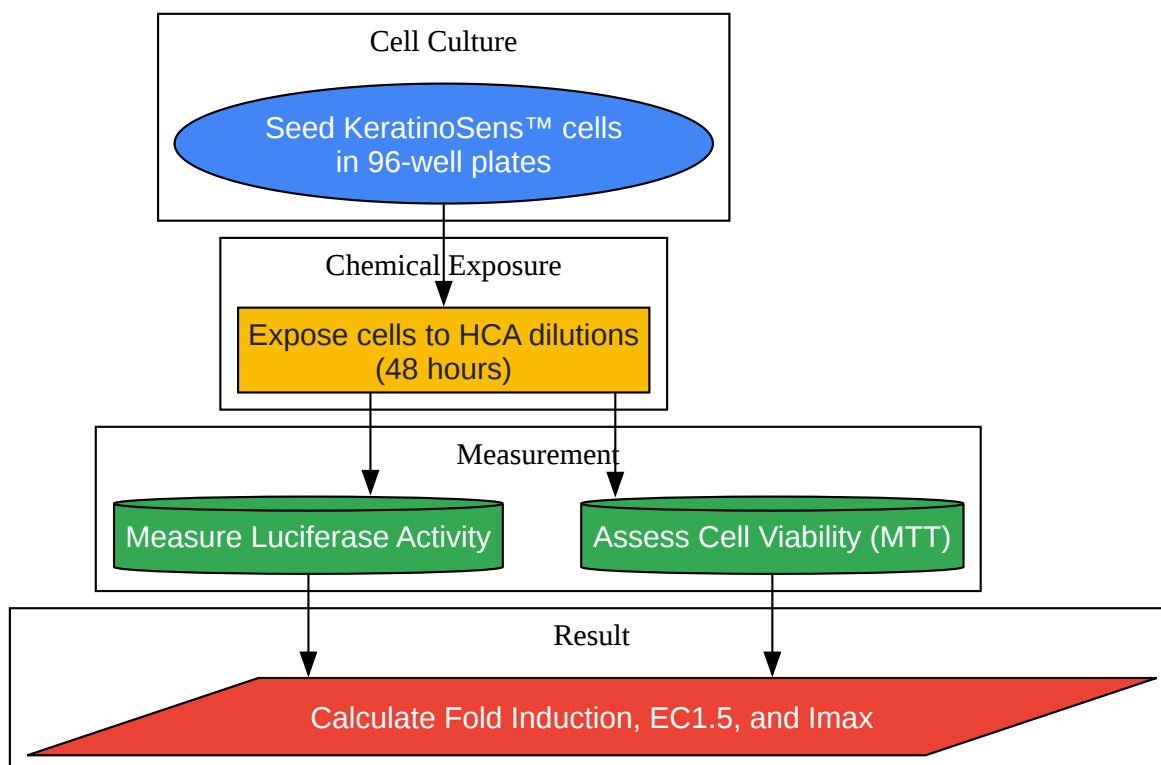 Cell Culture
Seed KeratinoSens™ cells
in 96-well plates
Chemical Exposure
Expose cells to HCA dilutions
(48 hours)
Measurement
Measure Luciferase Activity
Assess Cell Viability (MTT)
Result
Calculate Fold Induction, EC1.5, and Imax